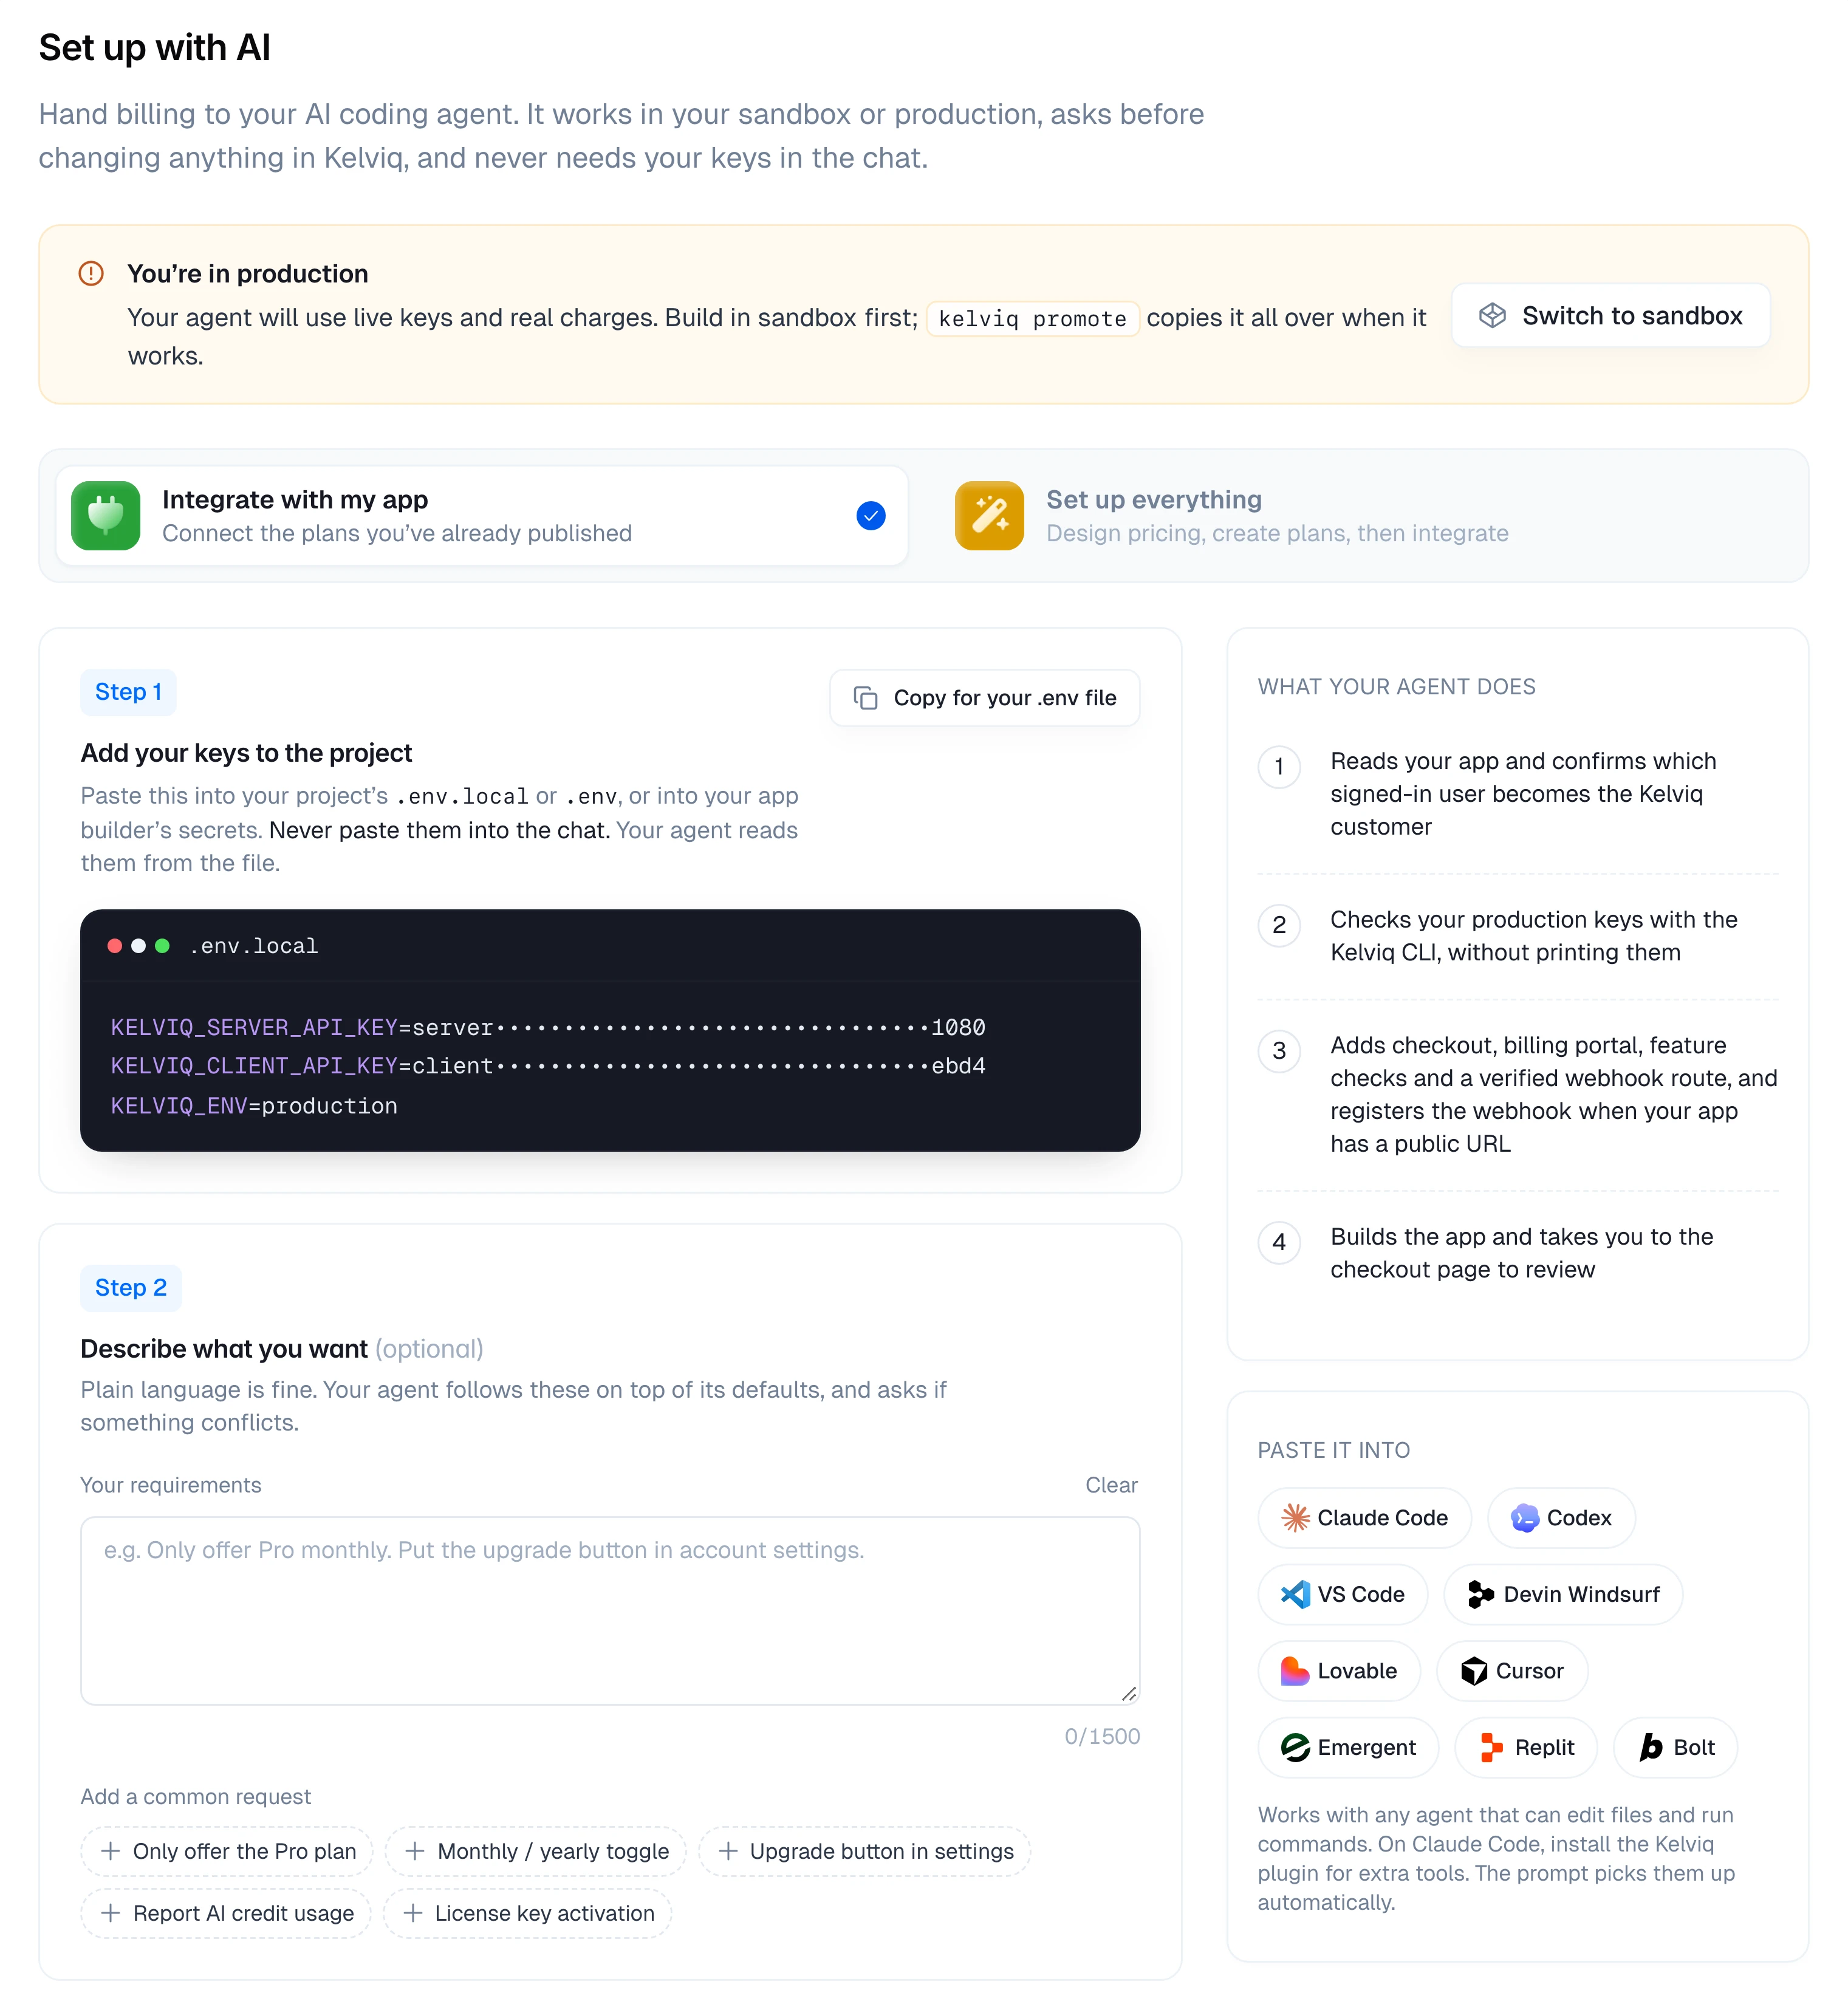 Set up with AI
Hand billing to your AI coding agent. It works in your sandbox or production, asks before
changing anything in Kelviq, and never needs your keys in the chat.
You’re in production
Your agent will use live keys and real charges. Build in sandbox first; kelviq promote copies it all over when it
works.
Switch to sandbox
Integrate with my app
Connect the plans you’ve already published
Set up everything
Design pricing, create plans, then integrate
Step 1
Copy for your .env file
Add your keys to the project
Paste this into your project’s .env.local or .env, or into your app
builder’s secrets. Never paste them into the chat. Your agent reads
them from the file.
.env.local
KELVIQ_SERVER_API_KEY=server••••••••••••••••••••••••••••••••1080
KELVIQ_CLIENT_API_KEY=client••••••••••••••••••••••••••••••••ebd4
KELVIQ_ENV=production
Step 2
Describe what you want (optional)
Plain language is fine. Your agent follows these on top of its defaults, and asks if
something conflicts.
Your requirements
Clear
e.g. Only offer Pro monthly. Put the upgrade button in account settings.
0/1500
Add a common request
Only offer the Pro plan
Monthly / yearly toggle
Upgrade button in settings
Report AI credit usage
License key activation
WHAT YOUR AGENT DOES
1
Reads your app and confirms which
signed-in user becomes the Kelviq
customer
2
Checks your production keys with the
Kelviq CLI, without printing them
3
Adds checkout, billing portal, feature
checks and a verified webhook route, and
registers the webhook when your app
has a public URL
4
Builds the app and takes you to the
checkout page to review
PASTE IT INTO
Claude Code
Codex
VS Code
Devin Windsurf
Lovable
Cursor
Emergent
Replit
Bolt
Works with any agent that can edit files and run
commands. On Claude Code, install the Kelviq
plugin for extra tools. The prompt picks them up
automatically.